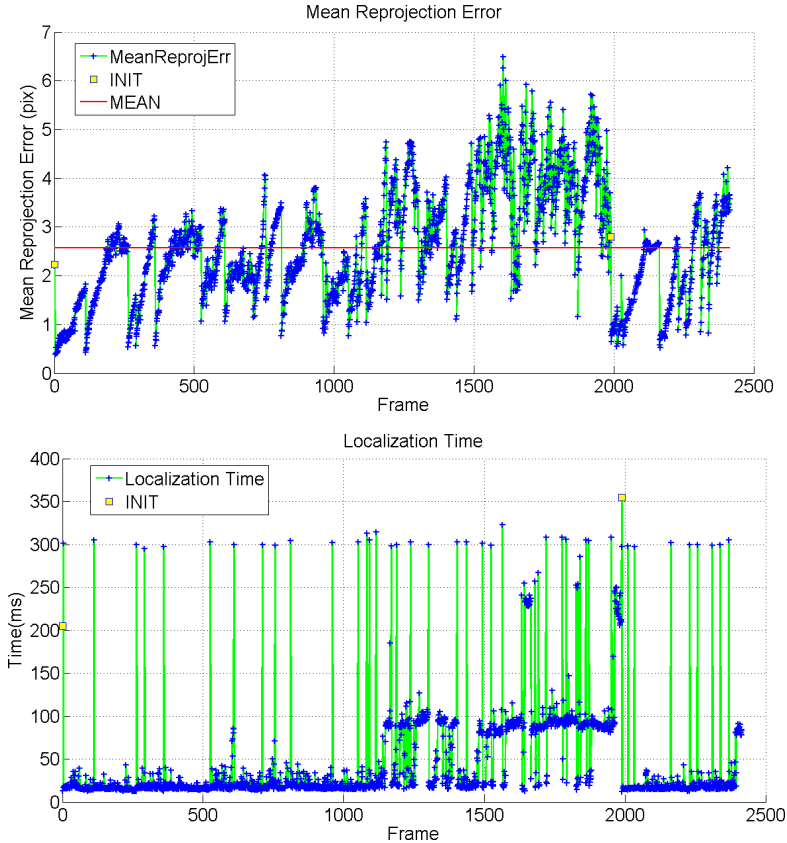 Mean Reprojection Error
Mean Reprojection Error (pix)
7
6
5
4
3
2
1
0
MeanReprojErr
INIT
MEAN
0
500
1000
1500
2000
2500
Frame
Localization Time
Time(ms)
400
350
300
250
200
150
100
50
0
Localization Time
INIT
0
500
1000
1500
2000
2500
Frame